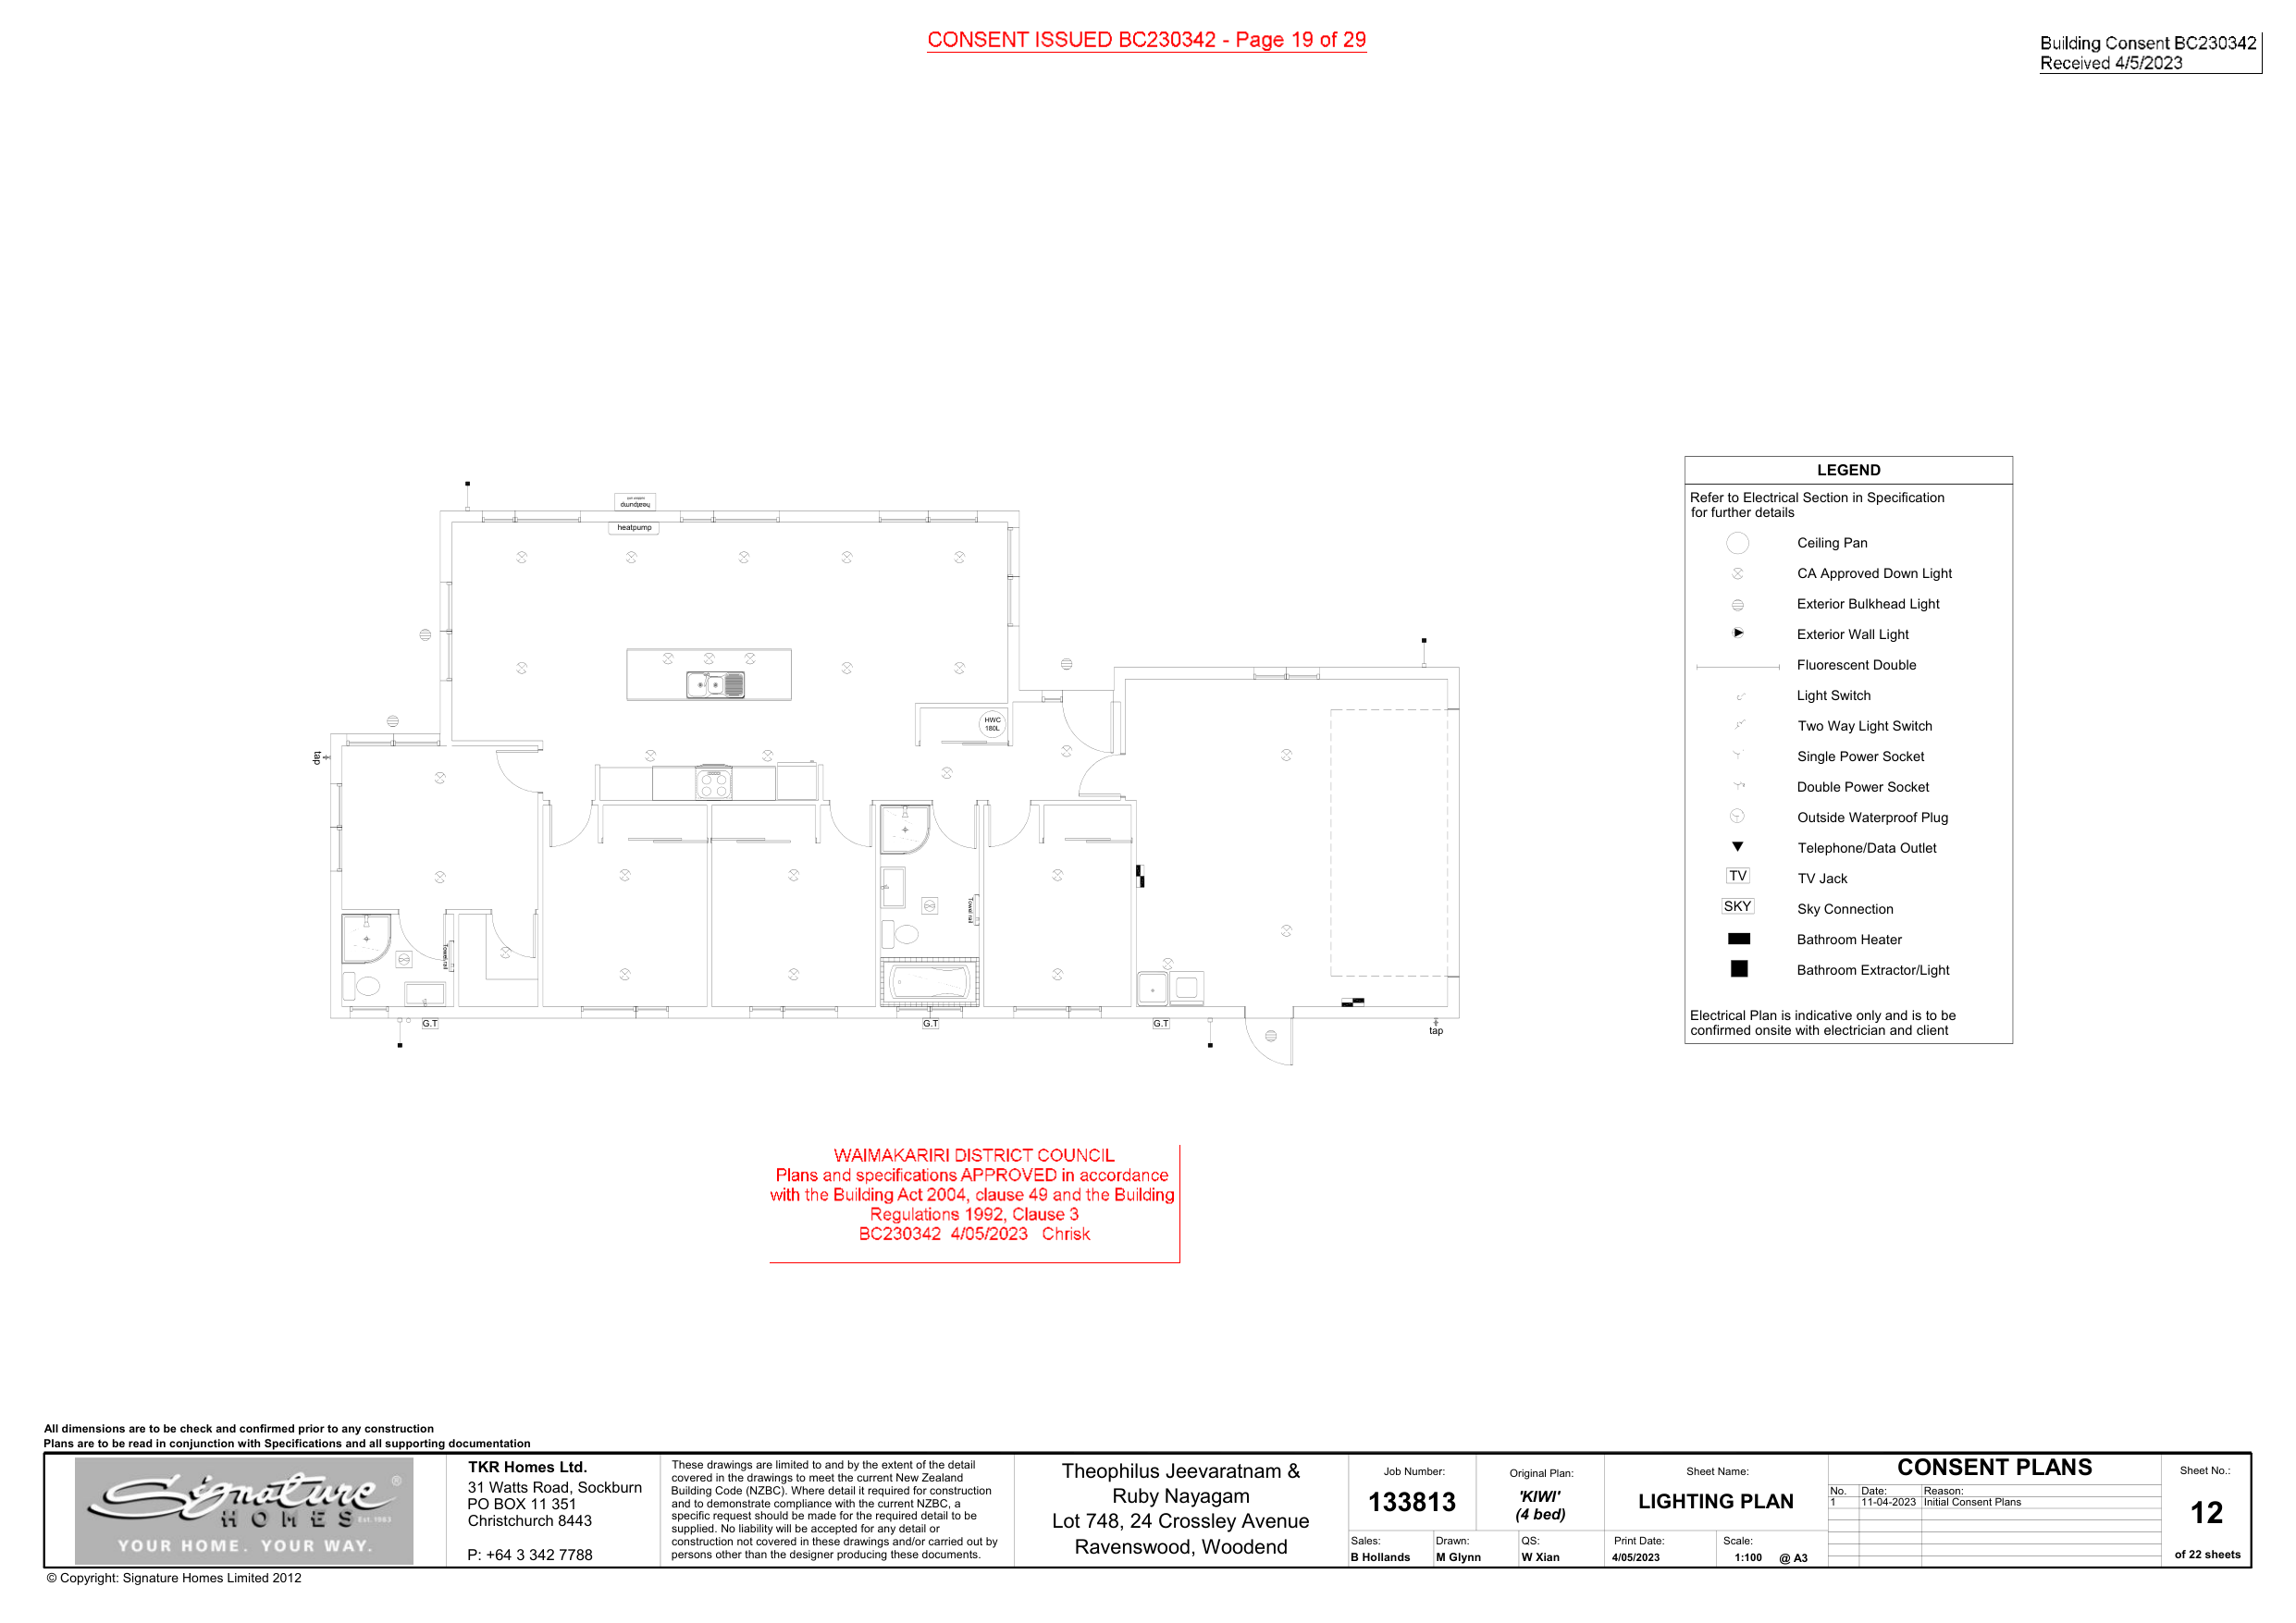 CONSENT ISSUED BC230342 - Page 19 of 29
Building Consent BC230342
Received 4/5/2023
heatpump
heatpump
HWC
180L
tap
Towel rail
Towel rail
G.T
G.T
G.T
tap
LEGEND
Refer to Electrical Section in Specification
for further details
Ceiling Pan
CA Approved Down Light
Exterior Bulkhead Light
Exterior Wall Light
Fluorescent Double
Light Switch
Two Way Light Switch
Single Power Socket
Double Power Socket
Outside Waterproof Plug
Telephone/Data Outlet
TV TV Jack
SKY Sky Connection
Bathroom Heater
Bathroom Extractor/Light
Electrical Plan is indicative only and is to be
confirmed onsite with electrician and client
WAIMAKARIRI DISTRICT COUNCIL
Plans and specifications APPROVED in accordance
with the Building Act 2004, clause 49 and the Building
Regulations 1992, Clause 3
BC230342 4/05/2023 Chrisk
All dimensions are to be check and confirmed prior to any construction
Plans are to be read in conjunction with Specifications and all supporting documentation
Signature ®
HOMES Est. 1983
YOUR HOME. YOUR WAY.
TKR Homes Ltd.
31 Watts Road, Sockburn
PO BOX 11 351
Christchurch 8443
P: +64 3 342 7788
These drawings are limited to and by the extent of the detail
covered in the drawings to meet the current New Zealand
Building Code (NZBC). Where detail it required for construction
and to demonstrate compliance with the current NZBC, a
specific request should be made for the required detail to be
supplied. No liability will be accepted for any detail or
construction not covered in these drawings and/or carried out by
persons other than the designer producing these documents.
Theophilus Jeevaratnam &
Ruby Nayagam
Lot 748, 24 Crossley Avenue
Ravenswood, Woodend
Job Number:
133813
Original Plan:
'KIWI'
(4 bed)
Sheet Name:
LIGHTING PLAN
Sales:
B Hollands
Drawn:
M Glynn
QS:
W Xian
Print Date:
4/05/2023
Scale:
1:100 @ A3
CONSENT PLANS
No. Date: Reason:
1 11-04-2023 Initial Consent Plans
Sheet No.:
12
of 22 sheets
© Copyright: Signature Homes Limited 2012